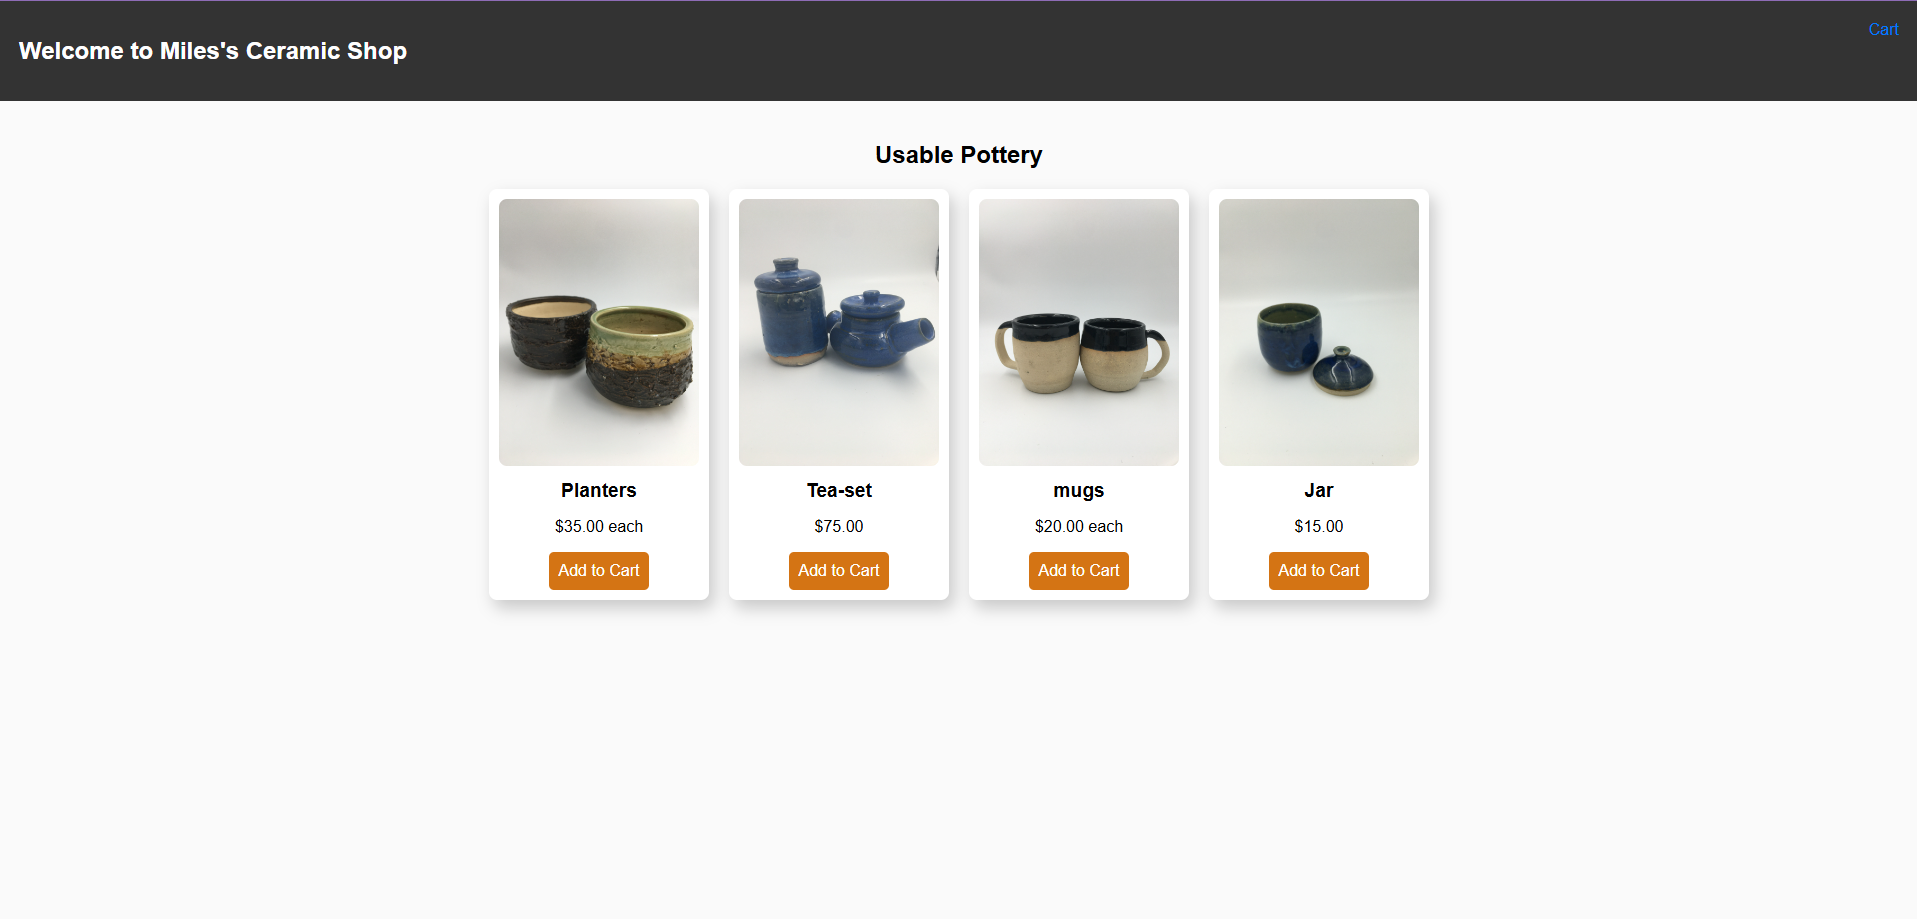 Cart
Welcome to Miles's Ceramic Shop
Usable Pottery
Planters
$35.00 each
Add to Cart
Tea-set
$75.00
Add to Cart
mugs
$20.00 each
Add to Cart
Jar
$15.00
Add to Cart